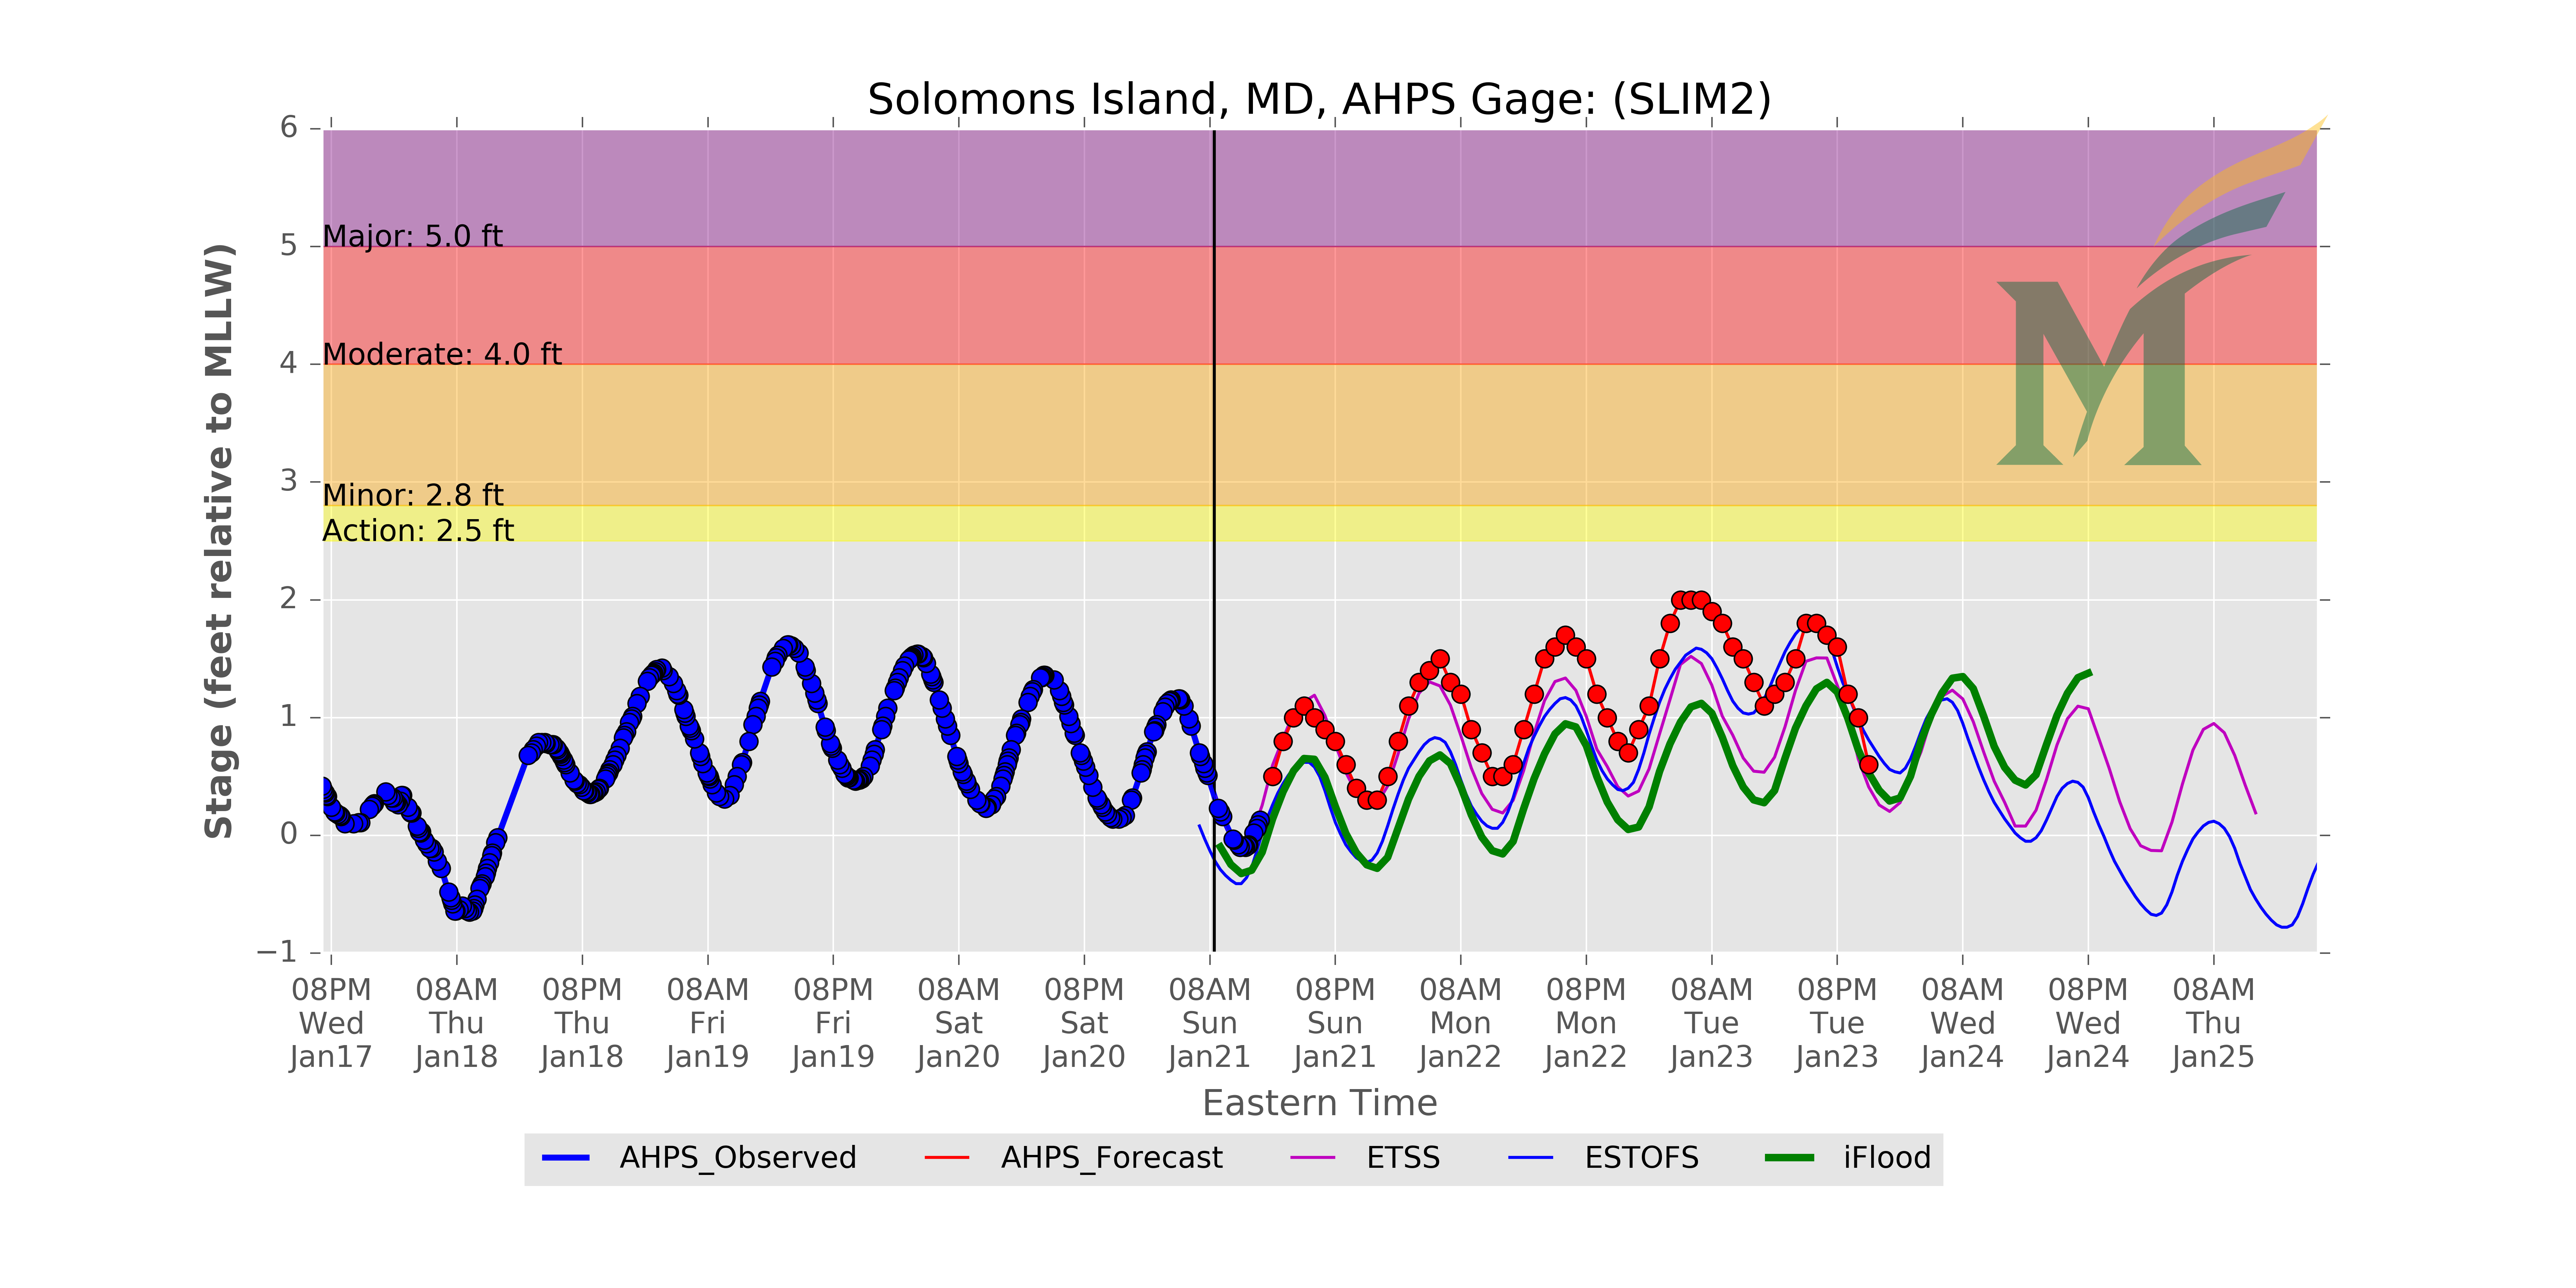 Solomons Island, MD, AHPS Gage: (SLIM2)
Stage (feet relative to MLLW)
6
5
4
3
2
1
0
−1
Major: 5.0 ft
Moderate: 4.0 ft
Minor: 2.8 ft
Action: 2.5 ft
M
08PM 08AM 08PM 08AM 08PM 08AM 08PM 08AM 08PM 08AM 08PM 08AM 08PM 08AM 08PM 08AM
Wed Thu Thu Fri Fri Sat Sat Sun Sun Mon Mon Tue Tue Wed Wed Thu
Jan17 Jan18 Jan18 Jan19 Jan19 Jan20 Jan20 Jan21 Jan21 Jan22 Jan22 Jan23 Jan23 Jan24 Jan24 Jan25
Eastern Time
AHPS_Observed AHPS_Forecast ETSS ESTOFS iFlood